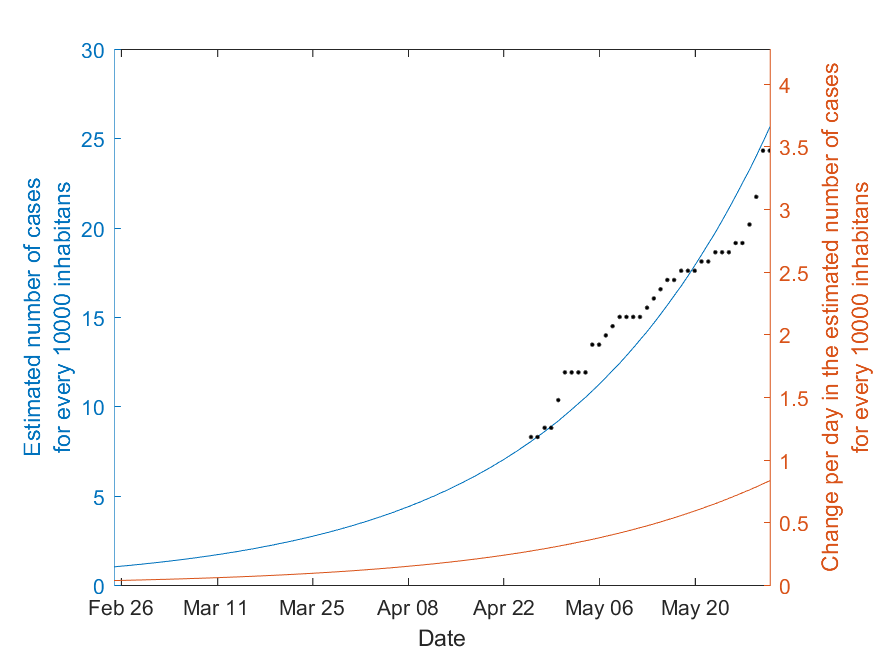 30
25
20
15
10
5
0
Estimated number of cases
for every 10000 inhabitans
4
3.5
3
2.5
2
1.5
1
0.5
0
Change per day in the estimated number of cases
for every 10000 inhabitans
Feb 26 Mar 11 Mar 25 Apr 08 Apr 22 May 06 May 20
Date